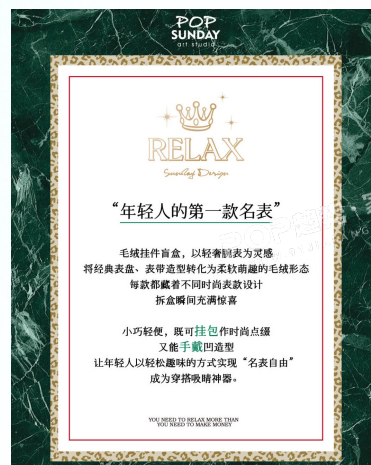 POP
SUNDAY
art studio
RELAX
Sunday Design
“年轻人的第一款名表”
毛绒挂件盲盒，以轻奢腕表为灵感
将经典表盘、表带造型转化为柔软萌趣的毛绒形态
每款都藏着不同时尚表款设计
拆盒瞬间充满惊喜
小巧轻便，既可挂包作时尚点缀
又能手戴凹造型
让年轻人以轻松趣味的方式实现“名表自由”
成为穿搭吸睛神器。
YOU NEED TO RELAX MORE THAN
YOU NEED TO MAKE MONEY